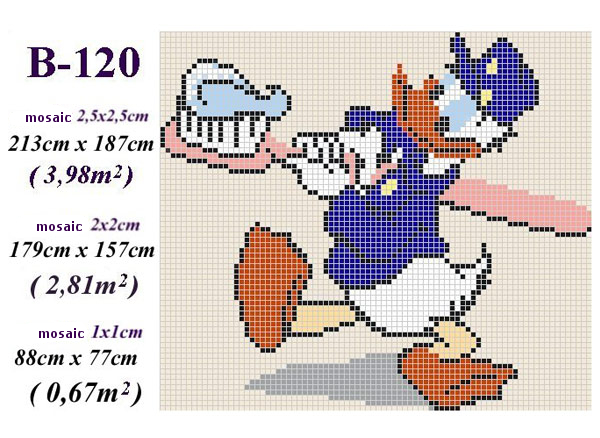 B-120
mosaic 2,5x2,5cm
213cm x 187cm
( 3,98m² )
mosaic 2x2cm
179cm x 157cm
( 2,81m² )
mosaic 1x1cm
88cm x 77cm
( 0,67m² )